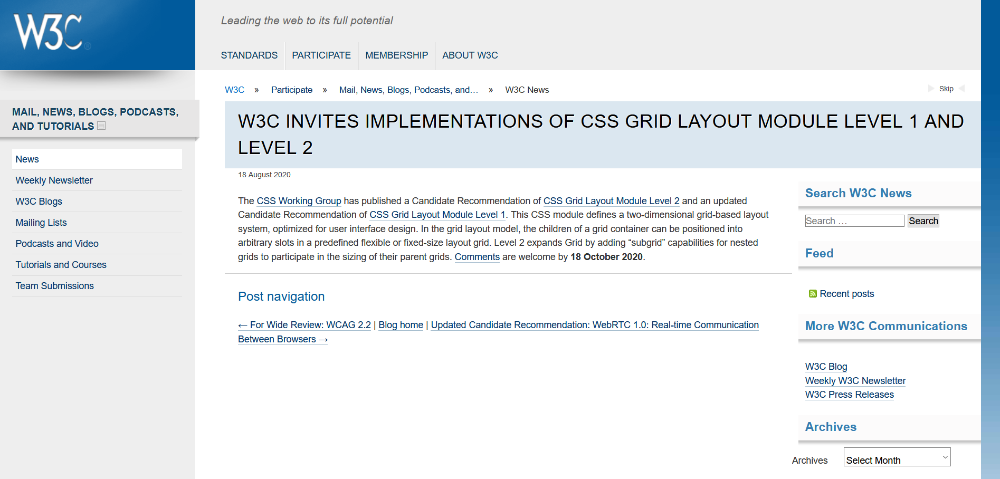 W3C®
Leading the web to its full potential
STANDARDS
PARTICIPATE
MEMBERSHIP
ABOUT W3C
W3C » Participate » Mail, News, Blogs, Podcasts, and… » W3C News
Skip
MAIL, NEWS, BLOGS, PODCASTS,
AND TUTORIALS
News
Weekly Newsletter
W3C Blogs
Mailing Lists
Podcasts and Video
Tutorials and Courses
Team Submissions
W3C INVITES IMPLEMENTATIONS OF CSS GRID LAYOUT MODULE LEVEL 1 AND
LEVEL 2
18 August 2020
The CSS Working Group has published a Candidate Recommendation of CSS Grid Layout Module Level 2 and an updated
Candidate Recommendation of CSS Grid Layout Module Level 1. This CSS module defines a two-dimensional grid-based layout
system, optimized for user interface design. In the grid layout model, the children of a grid container can be positioned into
arbitrary slots in a predefined flexible or fixed-size layout grid. Level 2 expands Grid by adding “subgrid” capabilities for nested
grids to participate in the sizing of their parent grids. Comments are welcome by 18 October 2020.
Post navigation
← For Wide Review: WCAG 2.2 | Blog home | Updated Candidate Recommendation: WebRTC 1.0: Real-time Communication
Between Browsers →
Search W3C News
Search …
Search
Feed
Recent posts
More W3C Communications
W3C Blog
Weekly W3C Newsletter
W3C Press Releases
Archives
Archives
Select Month